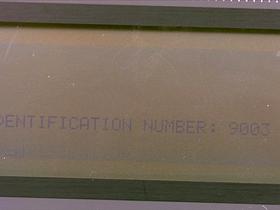 DENTIFICATION NUMBER: 9003